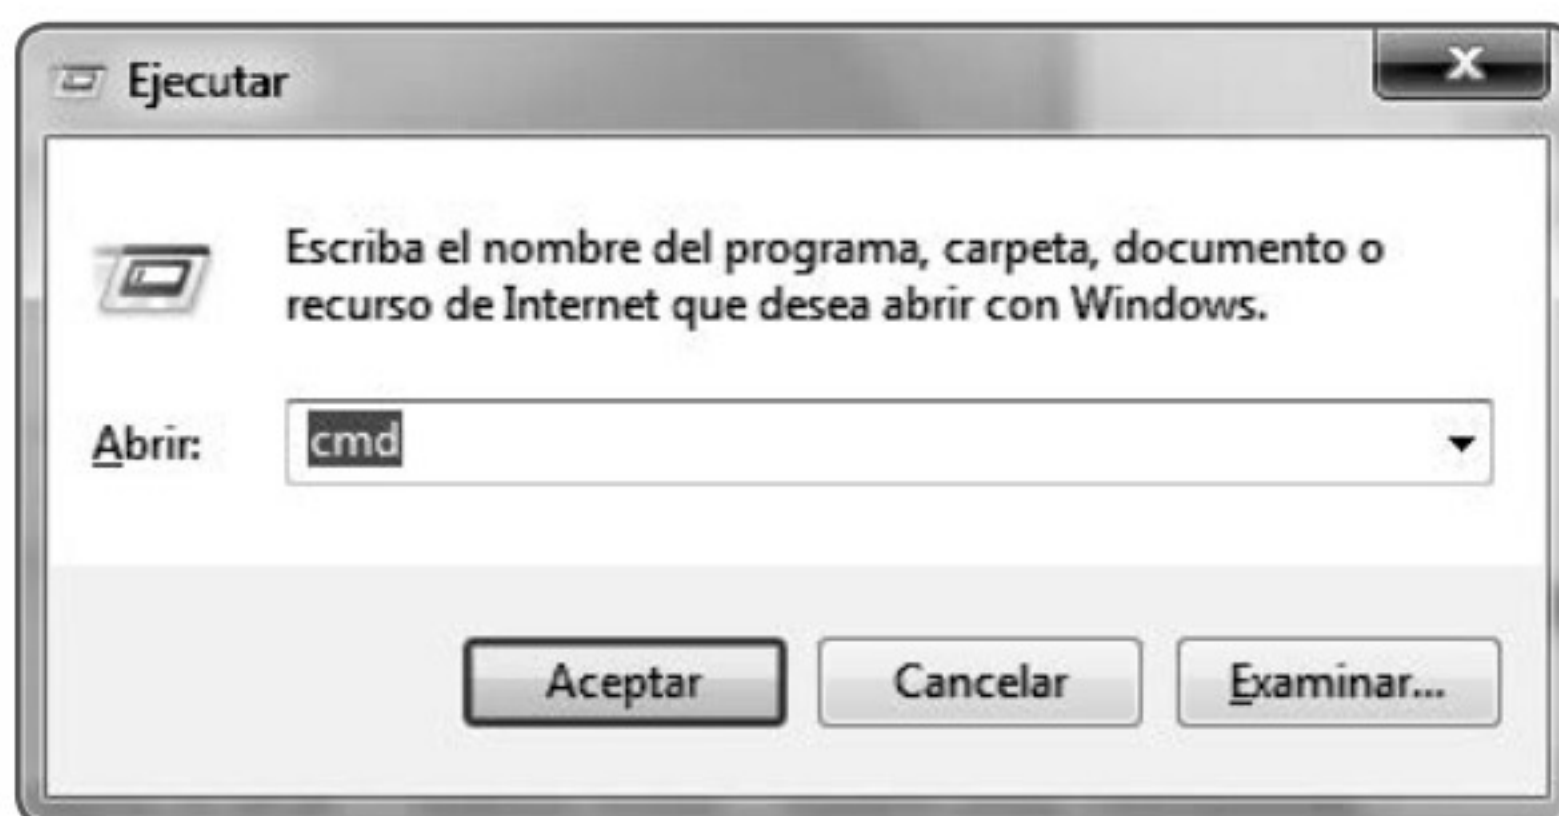 Ejecutar
Escriba el nombre del programa, carpeta, documento o
recurso de Internet que desea abrir con Windows.
Abrir: cmd
Aceptar Cancelar Examinar...